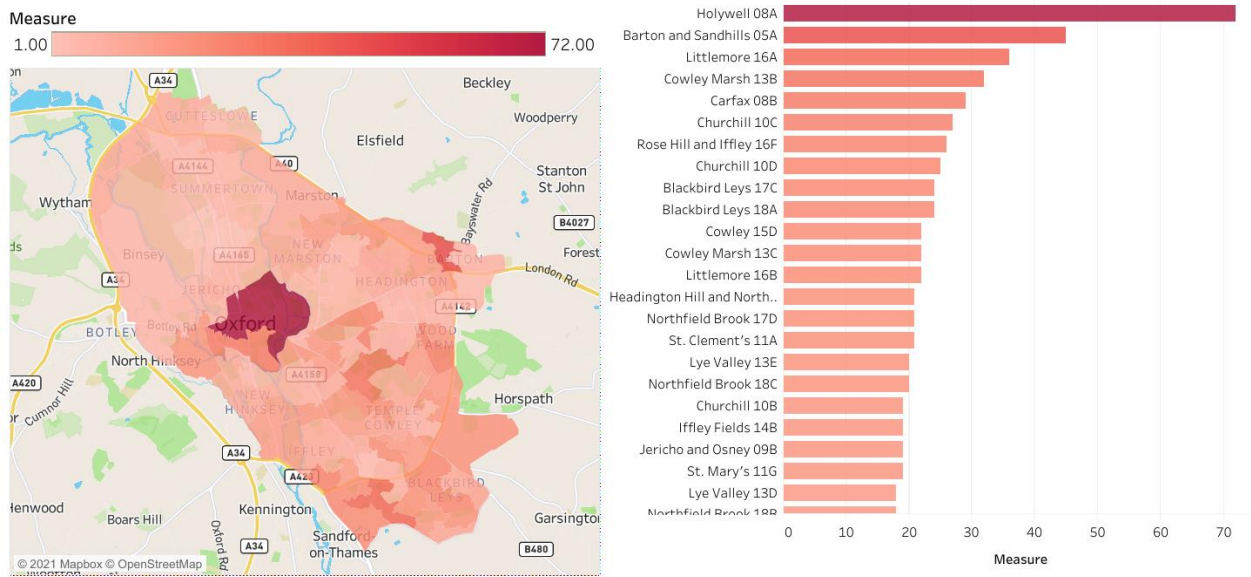 Measure
1.00
72.00
A34
Beckley
CUTTESLOWE
Woodperry
Elsfield
A4144
A40
SUMMERTOWN
Marston
Stanton
St John
Wytham
Bayswater Rd
B4027
NEW
MARSTON
Binsey
A4165
BARTON
Forest
London Rd
A34
JERICHO
HEADINGTON
A4142
Oxford
BOTLEY
Botley Rd
WOOD
FARM
North Hinksey
A4158
A420
Cumnor Hill
NEW
HINKSEY
Horspath
TEMPLE
COWLEY
A34
IFFLEY
A423
BLACKBIRD
LEYS
Henwood
Boars Hill
Kennington
Garsington
Oxford Rd
Sandford-
on-Thames
A34
B480
© 2021 Mapbox © OpenStreetMap
Holywell 08A
Barton and Sandhills 05A
Littlemore 16A
Cowley Marsh 13B
Carfax 08B
Churchill 10C
Rose Hill and Iffley 16F
Churchill 10D
Blackbird Leys 17C
Blackbird Leys 18A
Cowley 15D
Cowley Marsh 13C
Littlemore 16B
Headington Hill and North..
Northfield Brook 17D
St. Clement's 11A
Lye Valley 13E
Northfield Brook 18C
Churchill 10B
Iffley Fields 14B
Jericho and Osney 09B
St. Mary's 11G
Lye Valley 13D
Northfield Brook 18B
0 10 20 30 40 50 60 70
Measure